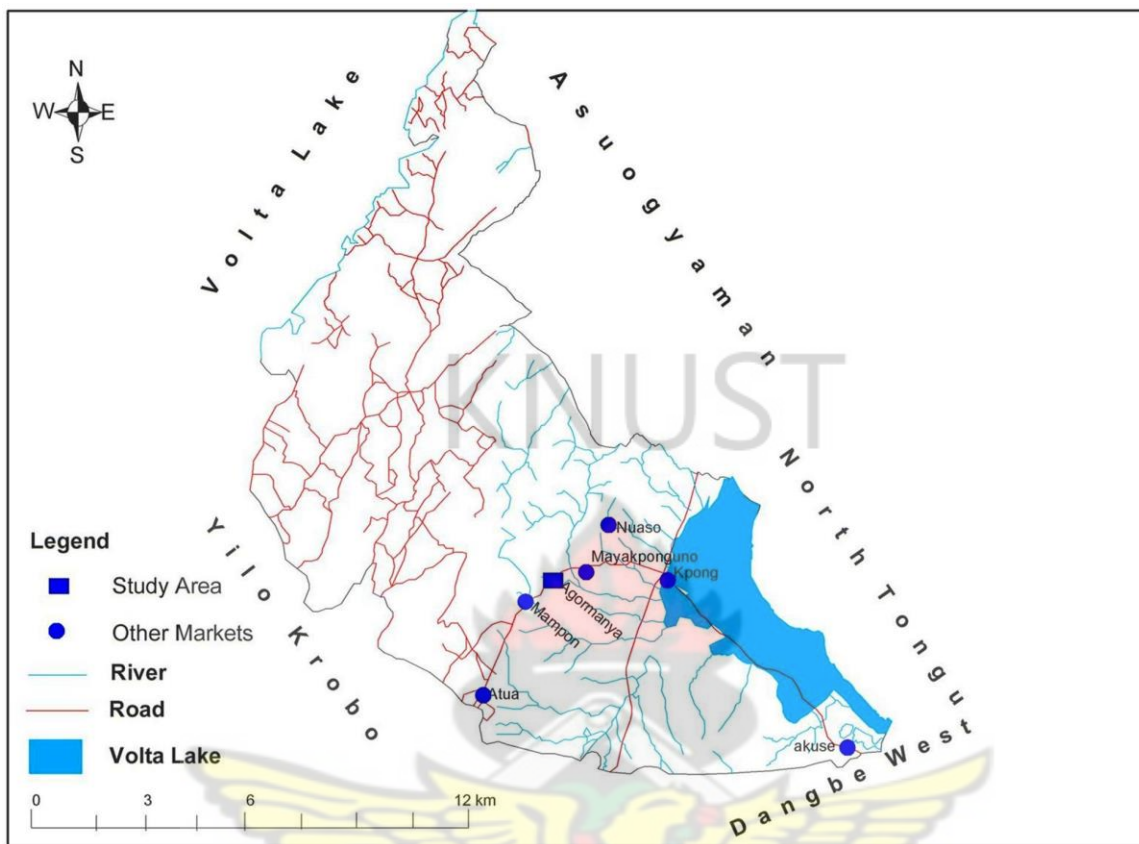 N
W E
S
Volta Lake
Asuogyaman
KNUST
North Tongu
Nuaso
Mayakponguno
Kpong
Agormanya
Mampon
Atua
akuse
Yilo Krobo
Dangbe West
Legend
Study Area
Other Markets
River
Road
Volta Lake
0 3 6 12 km